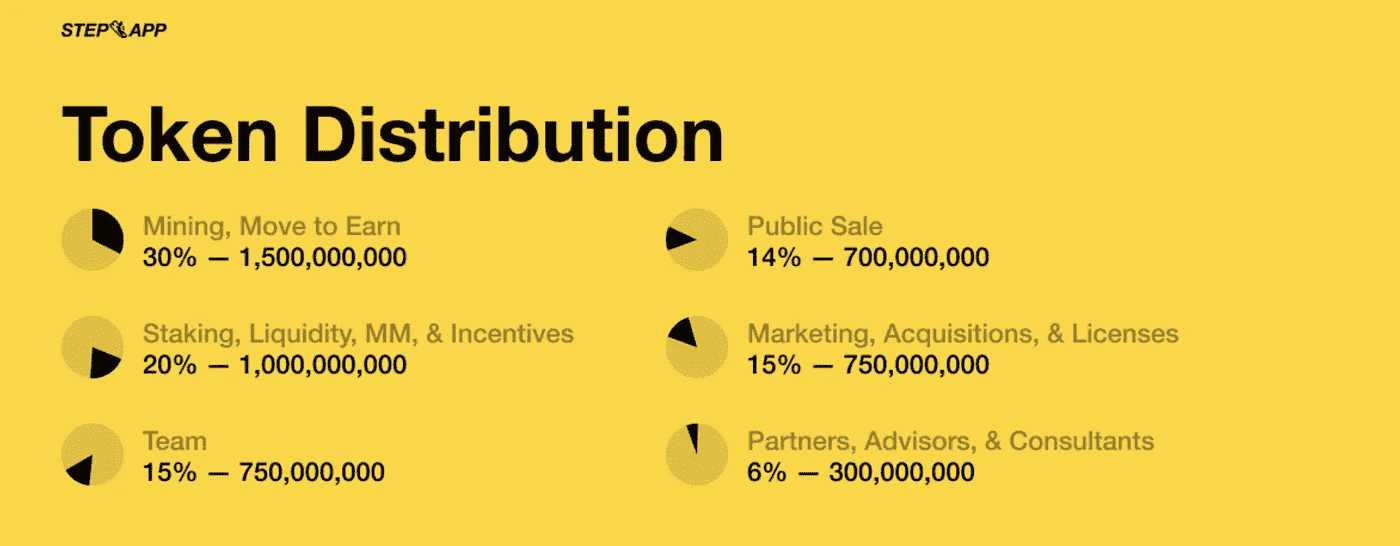 STEP APP
Token Distribution
Mining, Move to Earn
30% — 1,500,000,000
Staking, Liquidity, MM, & Incentives
20% — 1,000,000,000
Team
15% — 750,000,000
Public Sale
14% — 700,000,000
Marketing, Acquisitions, & Licenses
15% — 750,000,000
Partners, Advisors, & Consultants
6% — 300,000,000